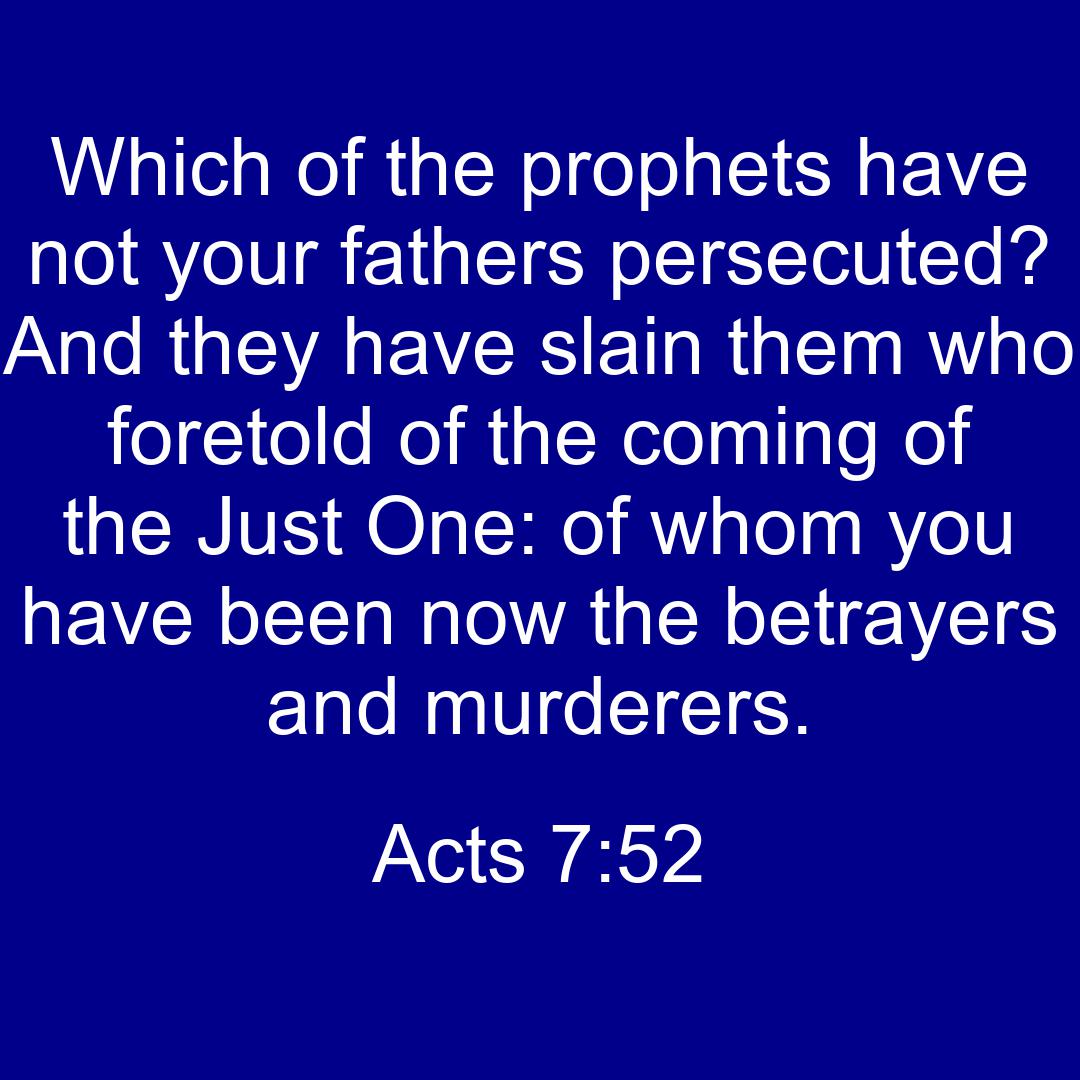 Which of the prophets have
not your fathers persecuted?
And they have slain them who
foretold of the coming of
the Just One: of whom you
have been now the betrayers
and murderers.
Acts 7:52